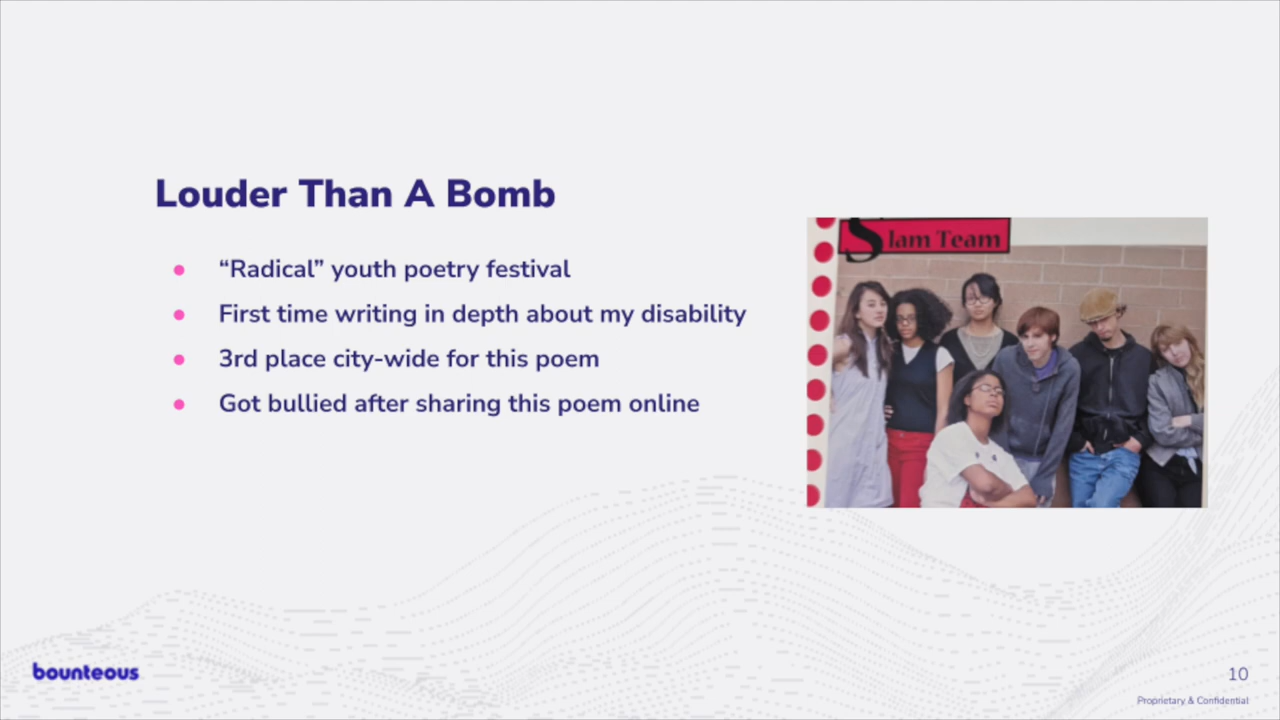 Louder Than A Bomb
“Radical” youth poetry festival
First time writing in depth about my disability
3rd place city-wide for this poem
Got bullied after sharing this poem online
Slam Team
bounteous
10
Proprietary & Confidential